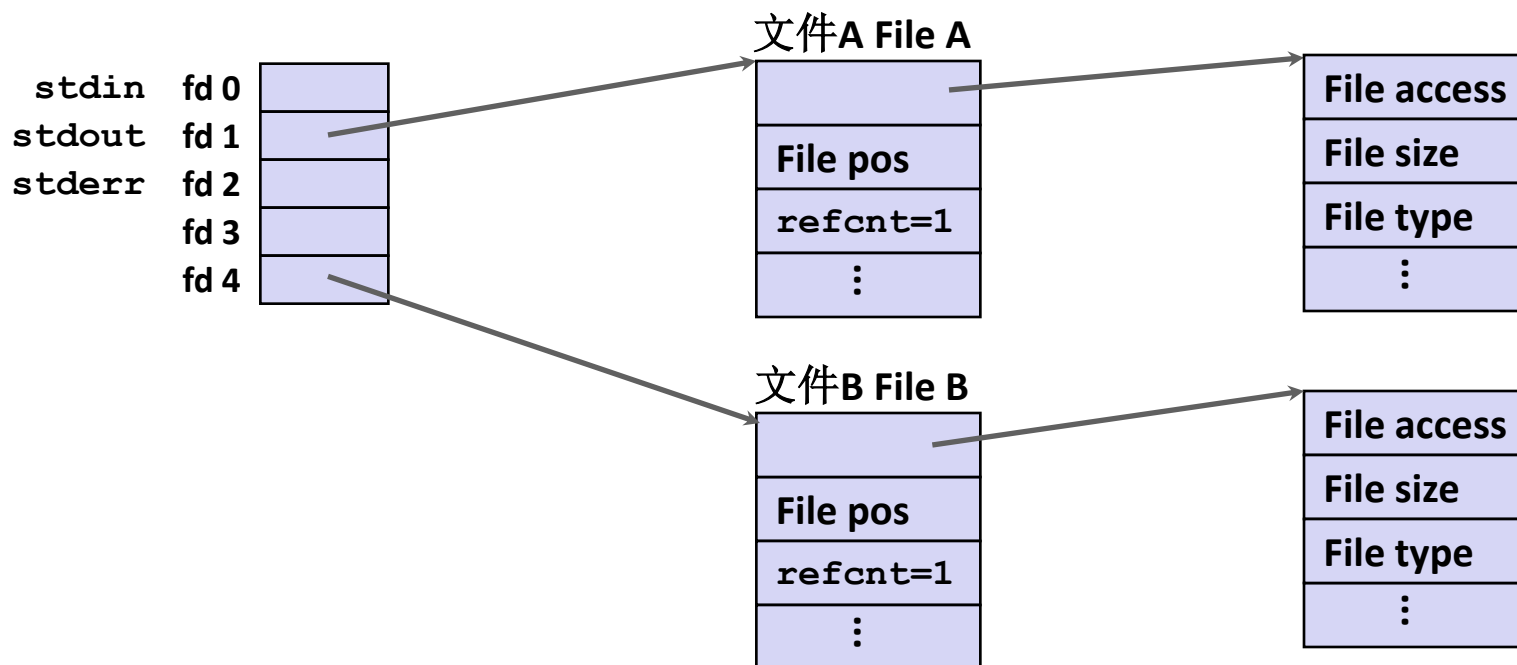 stdin fd 0
stdout fd 1
stderr fd 2
fd 3
fd 4
文件A File A
File pos
refcnt=1
⋮
File access
File size
File type
⋮
文件B File B
File pos
refcnt=1
⋮
File access
File size
File type
⋮